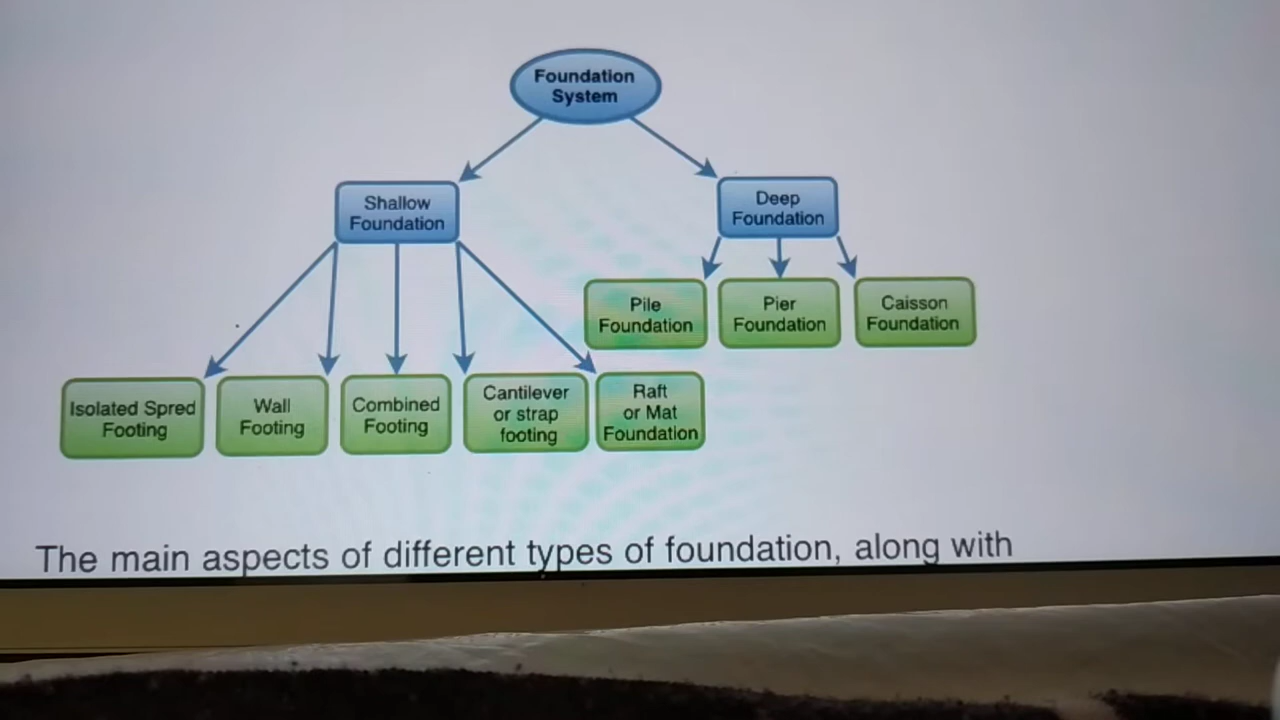 Foundation
System
Shallow
Foundation
Deep
Foundation
Pile
Foundation
Pier
Foundation
Caisson
Foundation
Isolated Spred
Footing
Wall
Footing
Combined
Footing
Cantilever
or strap
footing
Raft
or Mat
Foundation
The main aspects of different types of foundation, along with